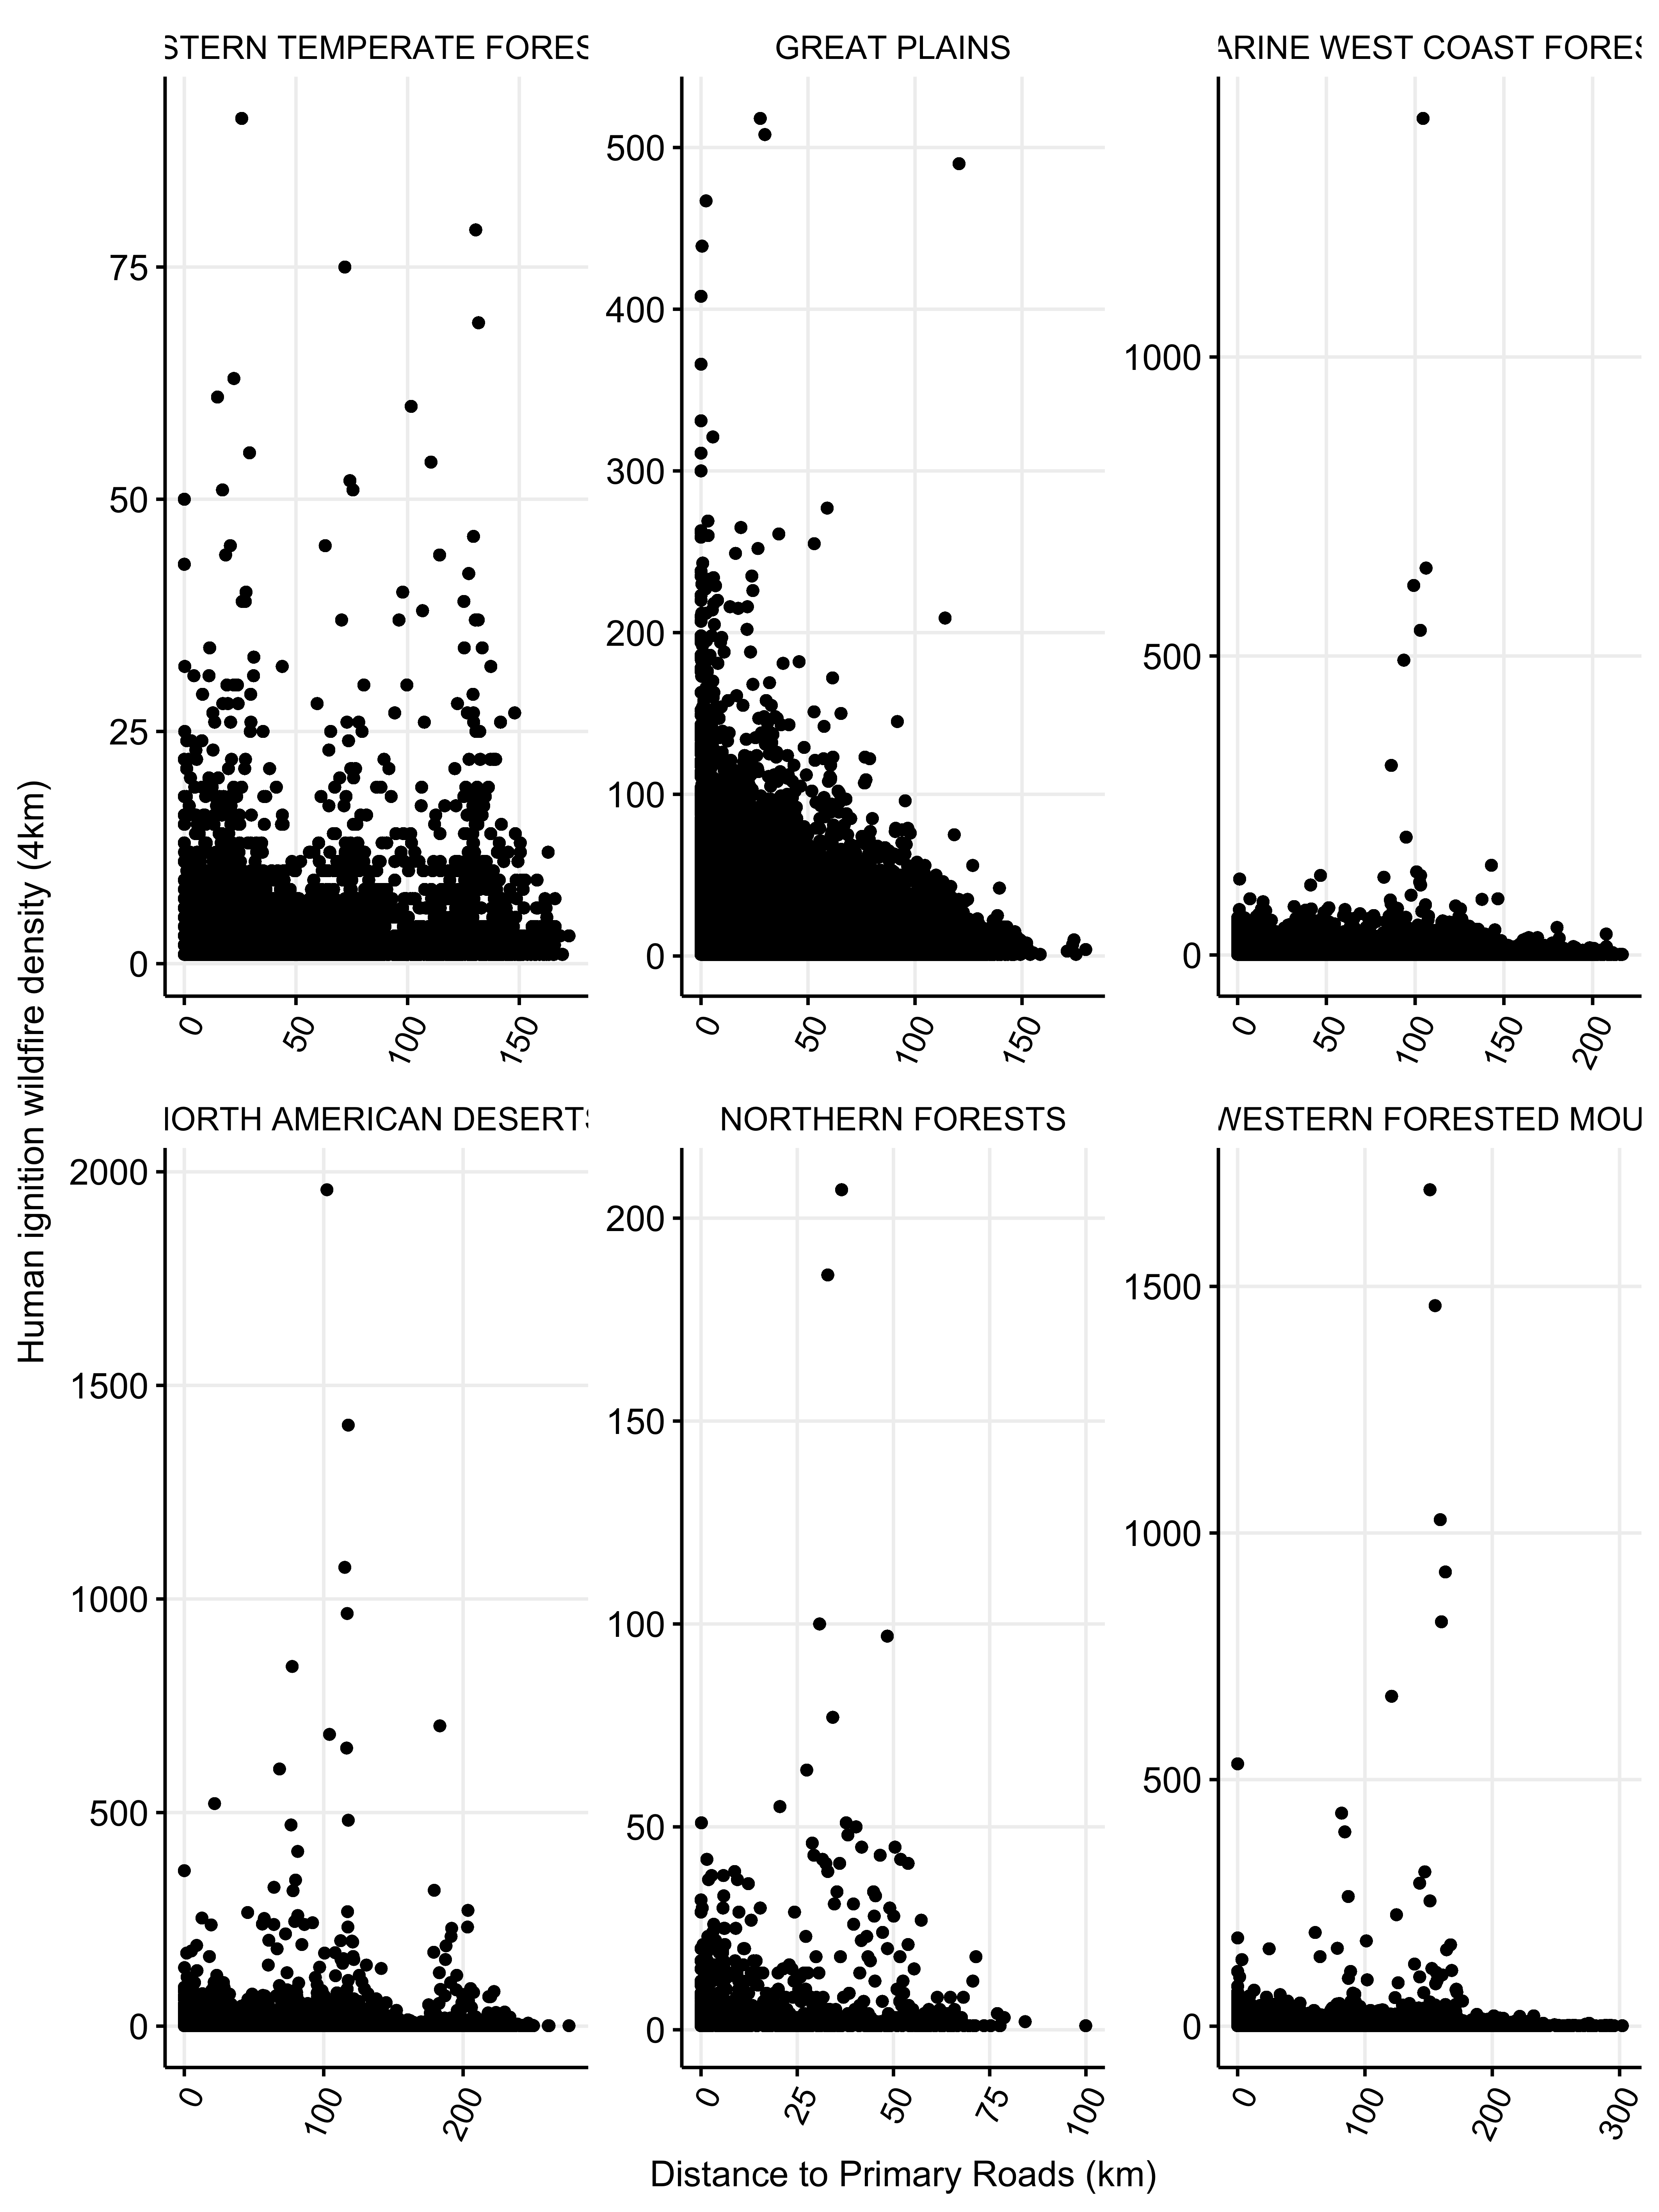 STERN TEMPERATE FORES
GREAT PLAINS
ARINE WEST COAST FORES
75
50
25
0
500
400
300
200
100
0
1000
500
0
0 50 100 150
0 50 100 150
0 50 100 150 200
Human ignition wildfire density (4km)
NORTH AMERICAN DESERTS
NORTHERN FORESTS
WESTERN FORESTED MOU
2000
1500
1000
500
0
200
150
100
50
0
1500
1000
500
0
0 100 200
0 25 50 75 100
0 100 200 300
Distance to Primary Roads (km)